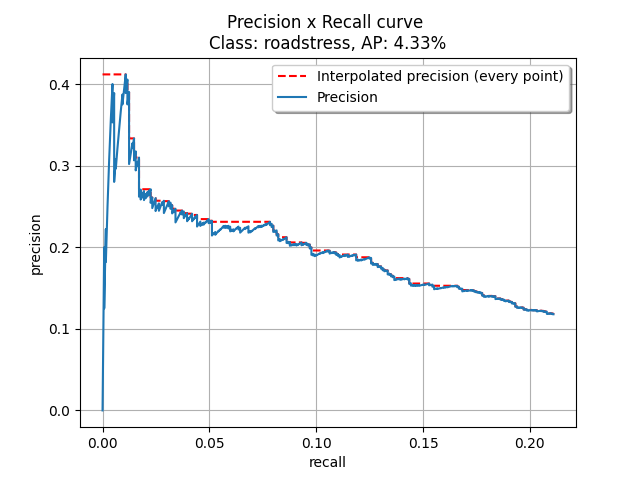 Precision x Recall curve
Class: roadstress, AP: 4.33%
Interpolated precision (every point)
Precision
0.4
0.3
0.2
0.1
0.0
precision
0.00 0.05 0.10 0.15 0.20
recall